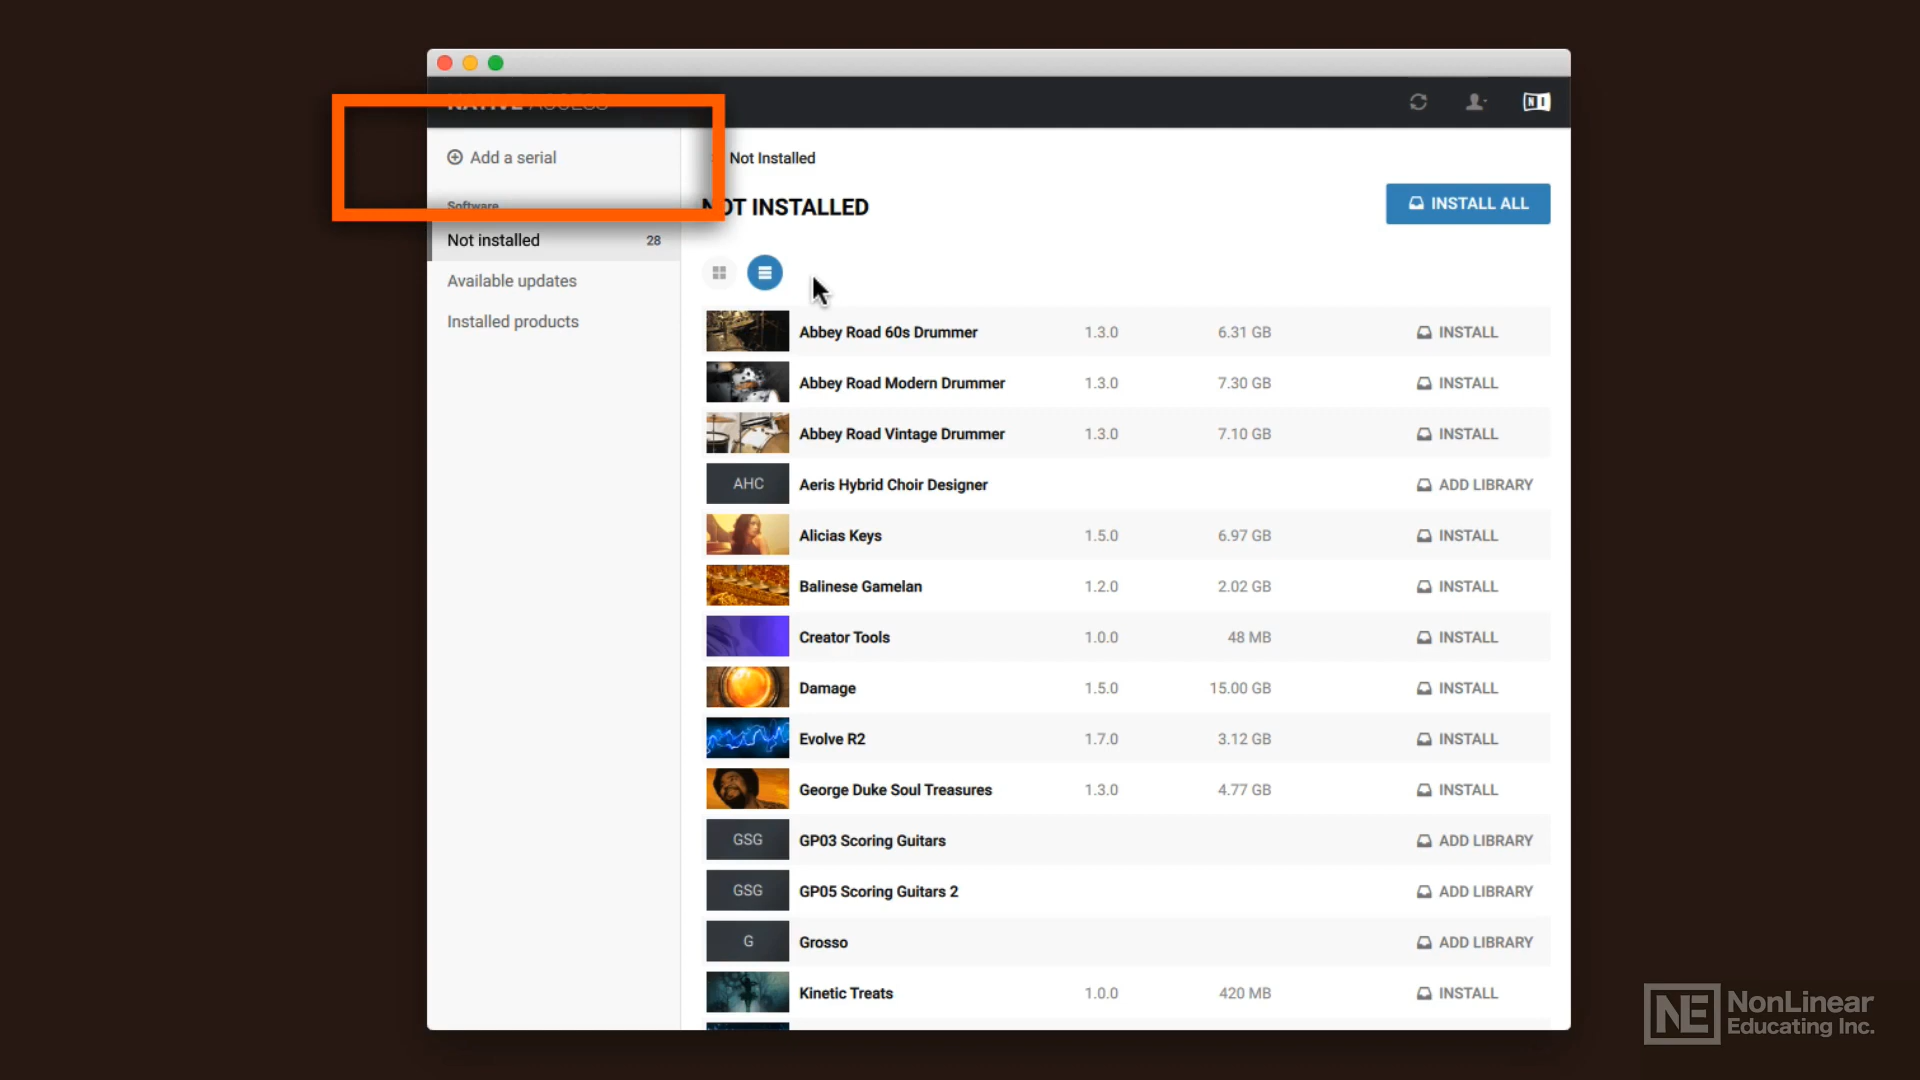 NATIVE ACCESS
NI
Add a serial
Not Installed
Software
NOT INSTALLED
INSTALL ALL
Not installed 28
Available updates
Installed products
Abbey Road 60s Drummer 1.3.0 6.31 GB INSTALL
Abbey Road Modern Drummer 1.3.0 7.30 GB INSTALL
Abbey Road Vintage Drummer 1.3.0 7.10 GB INSTALL
AHC Aeris Hybrid Choir Designer ADD LIBRARY
Alicias Keys 1.5.0 6.97 GB INSTALL
Balinese Gamelan 1.2.0 2.02 GB INSTALL
Creator Tools 1.0.0 48 MB INSTALL
Damage 1.5.0 15.00 GB INSTALL
Evolve R2 1.7.0 3.12 GB INSTALL
George Duke Soul Treasures 1.3.0 4.77 GB INSTALL
GSG GP03 Scoring Guitars ADD LIBRARY
GSG GP05 Scoring Guitars 2 ADD LIBRARY
G Grosso ADD LIBRARY
Kinetic Treats 1.0.0 420 MB INSTALL
NE NonLinear
Educating Inc.